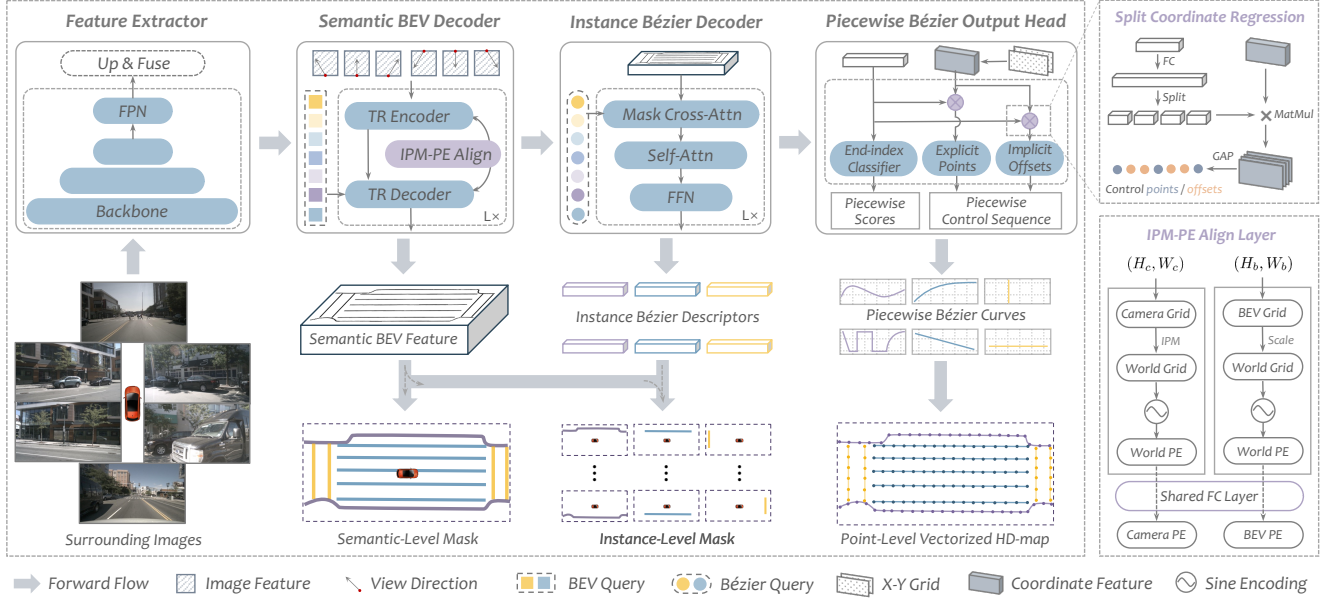 Feature Extractor
Up & Fuse
FPN
Backbone
Surrounding Images
Semantic BEV Decoder
TR Encoder
IPM-PE Align
TR Decoder
L×
Semantic BEV Feature
Semantic-Level Mask
Instance Bézier Decoder
Mask Cross-Attn
Self-Attn
FFN
L×
Instance Bézier Descriptors
Instance-Level Mask
Piecewise Bézier Output Head
End-index
Classifier
Explicit
Points
Implicit
Offsets
Piecewise
Scores
Piecewise
Control Sequence
Piecewise Bézier Curves
Point-Level Vectorized HD-map
Split Coordinate Regression
FC
Split
MatMul
GAP
Control points / offsets
IPM-PE Align Layer
(H_c, W_c)
(H_b, W_b)
Camera Grid
BEV Grid
IPM
Scale
World Grid
World Grid
World PE
World PE
Shared FC Layer
Camera PE
BEV PE
Forward Flow
Image Feature
View Direction
BEV Query
Bézier Query
X-Y Grid
Coordinate Feature
Sine Encoding